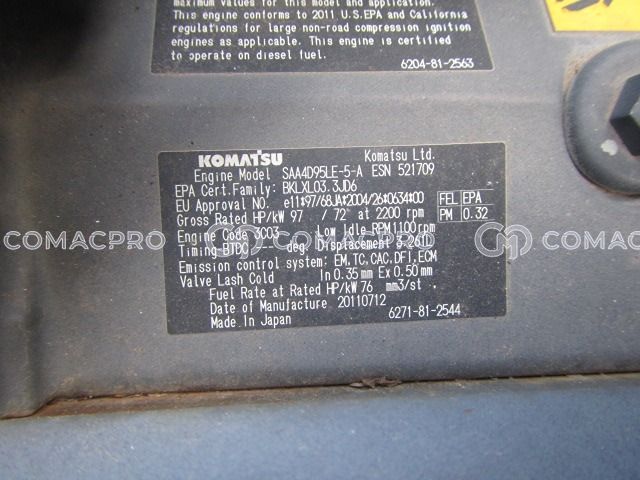 maximum values for this model and application.
This engine conforms to 2011 U.S.EPA and California
regulations for large non-road compression ignition
engines as applicable. This engine is certified
to operate on diesel fuel.
6204-81-2563
KOMATSU Komatsu Ltd.
Engine Model SAA4D95LE-5-A ESN 521709
EPA Cert.Family: BKLXL03.3JD6
EU Approval NO. e11*97/68JA*2004/26*0634*00
Gross Rated HP/kW 97 / 72 at 2200 rpm
FEL EPA
PM 0.32
Engine Code 3C03 Low Idle RPM 1100 rpm
Timing-BTDC deg. Displacement 3.26 L
Emission control system: EM,TC,CAC,DFI,ECM
Valve Lash Cold In 0.35 mm Ex 0.50 mm
Fuel Rate at Rated HP/kW 76 mm3/st
Date of Manufacture 20110712
Made In Japan 6271-81-2544
COMACPRO COMACPRO COMACPRO